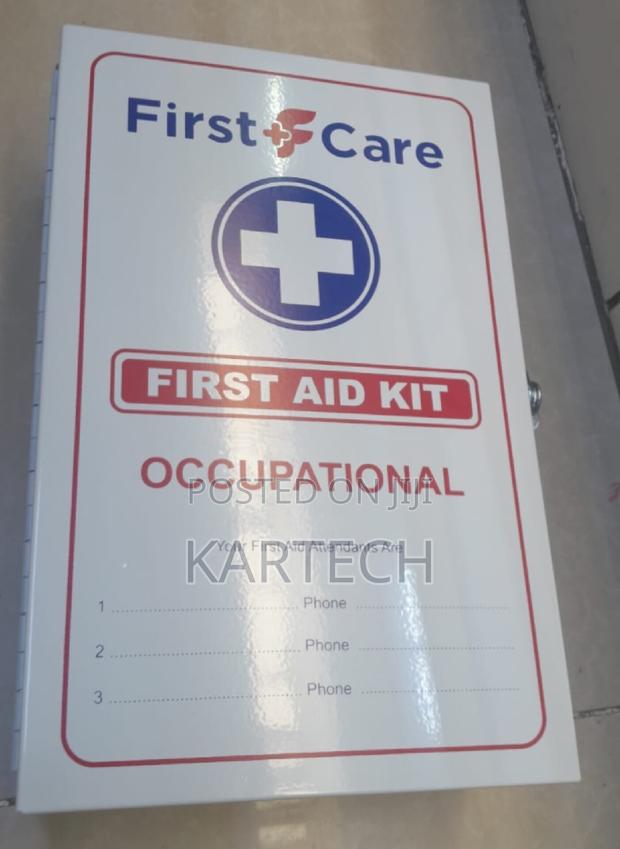 First Care
FIRST AID KIT
OCCUPATIONAL
POSTED ON JIJI
Your First Aid Attendants Are
KARTECH
1 .......................................... Phone ....................................
2 .......................................... Phone ....................................
3 .......................................... Phone ....................................